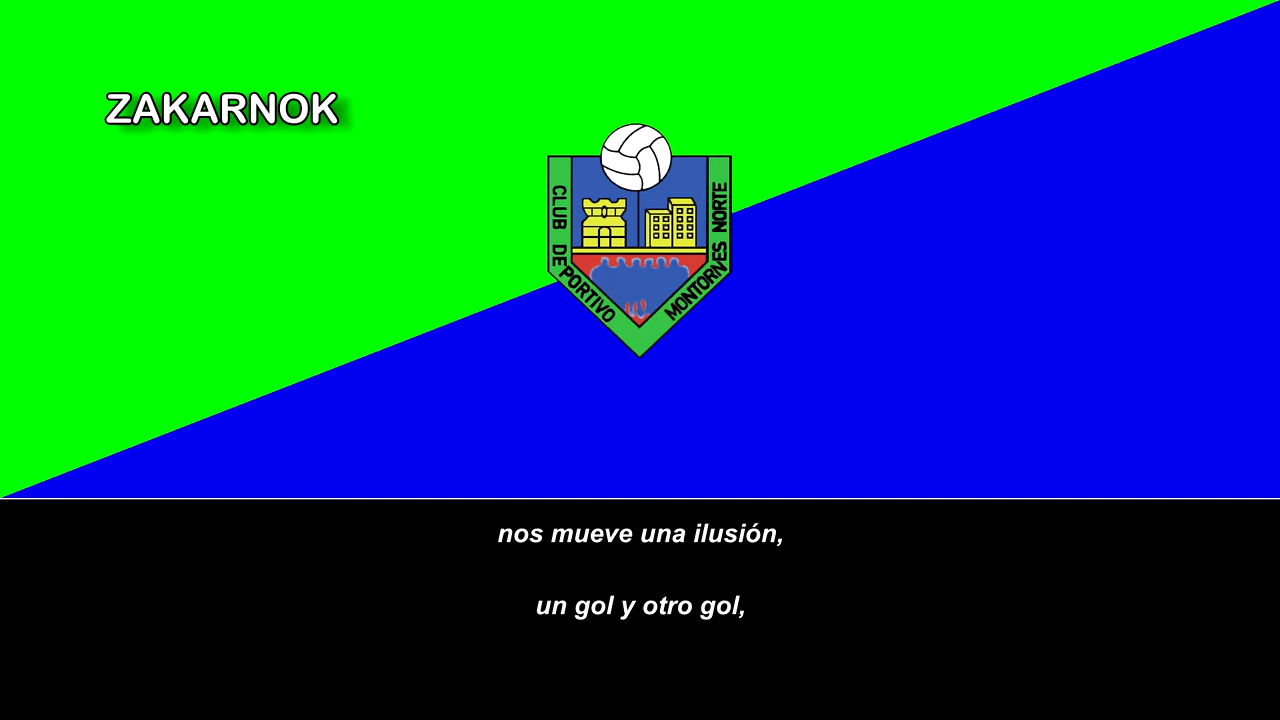 ZAKARNOK
CLUB DEPORTIVO MONTORNES NORTE
nos mueve una ilusión,
un gol y otro gol,